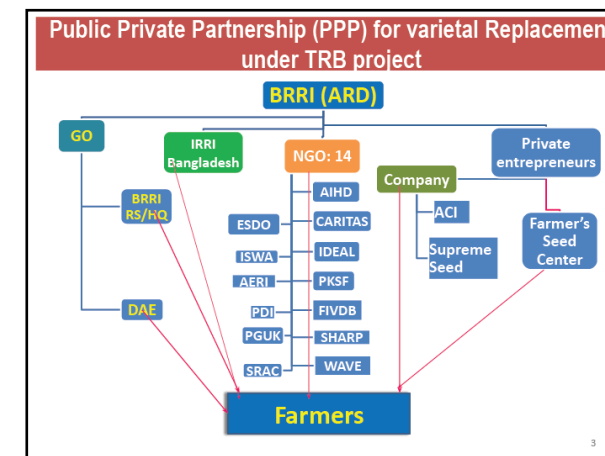 Public Private Partnership (PPP) for varietal Replacemen
under TRB project
BRRI (ARD)
GO
IRRI
Bangladesh
NGO: 14
Private
entrepreneurs
Company
BRRI
RS/HQ
AIHD
ESDO
CARITAS
ACI
Farmer's
Seed
Center
ISWA
IDEAL
Supreme
Seed
AERI
PKSF
DAE
PDI
FIVDB
PGUK
SHARP
SRAC
WAVE
Farmers
3